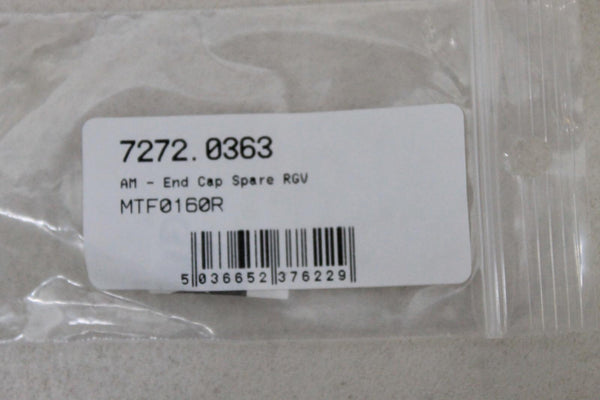 7272.0363
AM - End Cap Spare RGV
MTF0160R
5 036652 376229